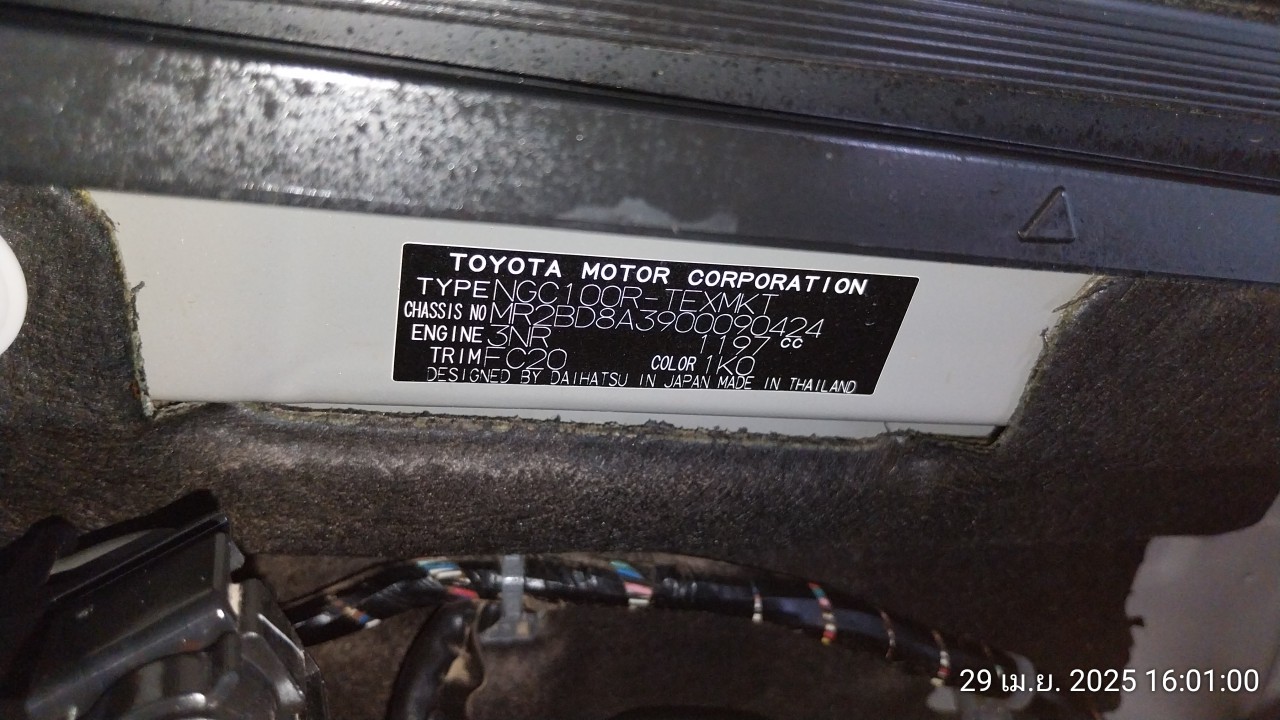 TOYOTA MOTOR CORPORATION
TYPE NGC100R-TEXMKT
CHASSIS NO MR2BD8A3900090424
ENGINE 3NR 1197 CC
TRIM FC20 COLOR 1K0
DESIGNED BY DAIHATSU IN JAPAN MADE IN THAILAND
29 เม.ย. 2025 16:01:00